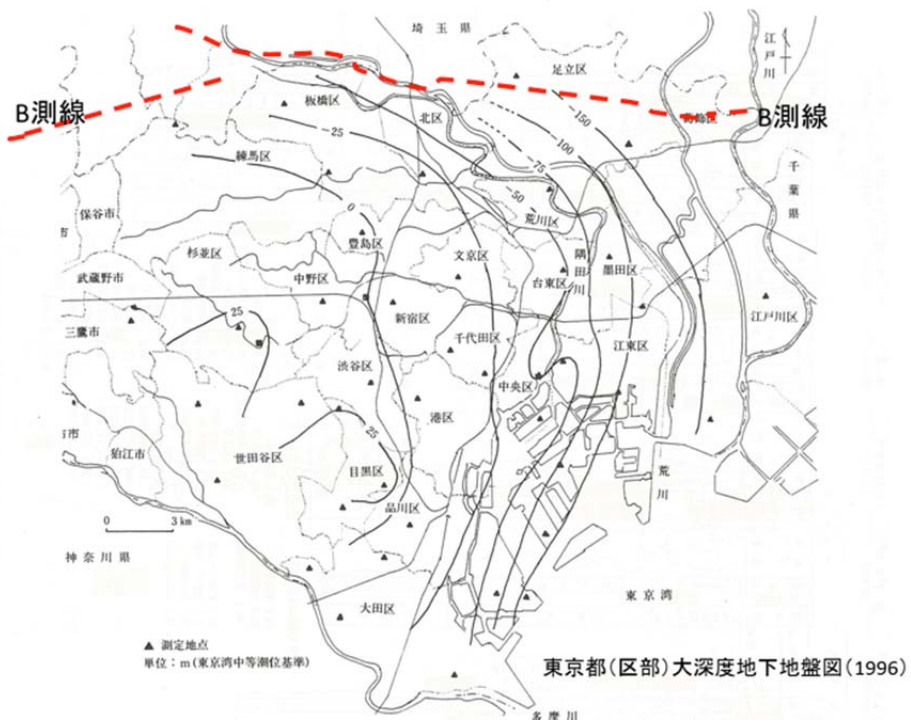 埼玉県
江戸川
足立区
B測線
板橋区
北区
葛飾区
B測線
-150
-25
-100
練馬区
-75
千葉県
-50
保谷市
0
荒川区
市
豊島区
杉並区
文京区
隅田川
墨田区
武蔵野市
中野区
台東区
25
新宿区
江戸川区
三鷹市
千代田区
江東区
渋谷区
中央区
港区
25
市
狛江市
世田谷区
目黒区
荒川
品川区
0 3km
神奈川県
東京湾
大田区
▲ 測定地点
単位:m(東京湾中等潮位基準)
東京都(区部)大深度地下地盤図(1996)
多摩川